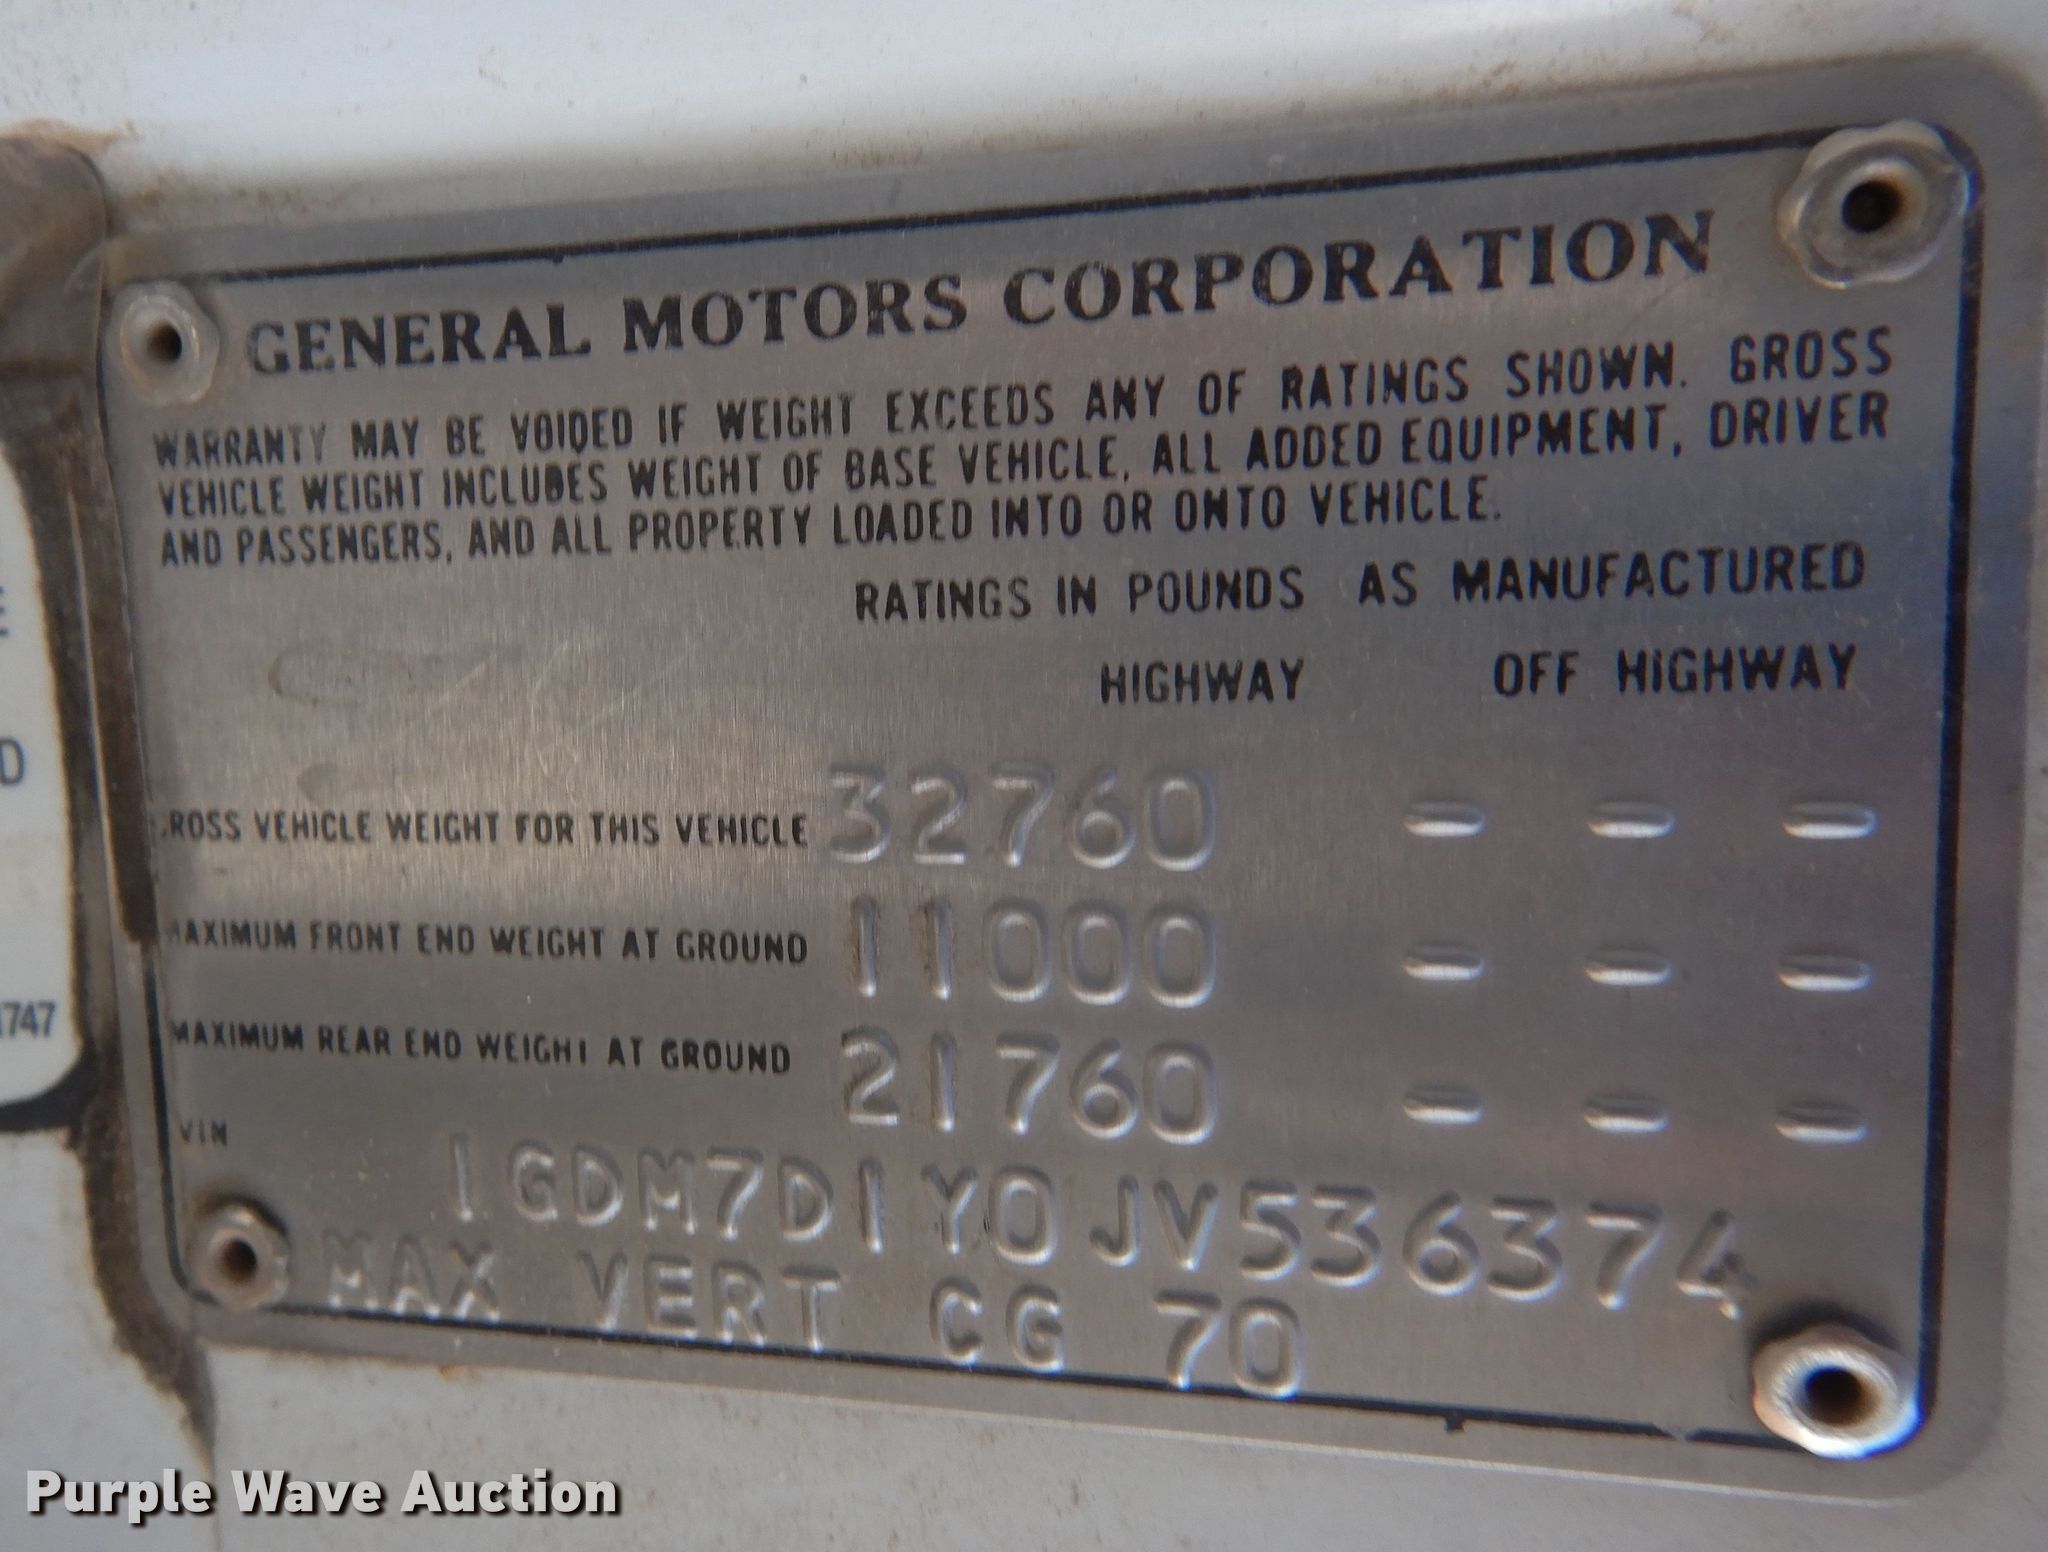 GENERAL MOTORS CORPORATION
WARRANTY MAY BE VOIDED IF WEIGHT EXCEEDS ANY OF RATINGS SHOWN. GROSS
VEHICLE WEIGHT INCLUDES WEIGHT OF BASE VEHICLE, ALL ADDED EQUIPMENT, DRIVER
AND PASSENGERS, AND ALL PROPERTY LOADED INTO OR ONTO VEHICLE.
RATINGS IN POUNDS AS MANUFACTURED
HIGHWAY OFF HIGHWAY
GROSS VEHICLE WEIGHT FOR THIS VEHICLE 32760 - - -
MAXIMUM FRONT END WEIGHT AT GROUND 11000 - - -
MAXIMUM REAR END WEIGHT AT GROUND 21760 - - -
VIN
1GDM7D1Y0JV536374
MAX VERT CG 70
D
1747
Purple Wave Auction